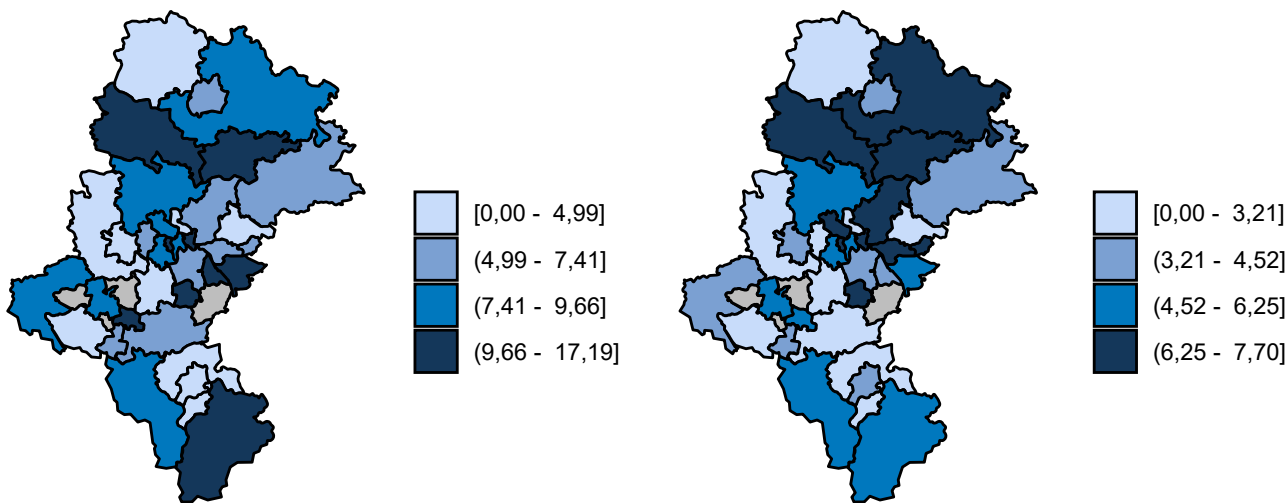 [0,00 - 4,99]
(4,99 - 7,41]
(7,41 - 9,66]
(9,66 - 17,19]
[0,00 - 3,21]
(3,21 - 4,52]
(4,52 - 6,25]
(6,25 - 7,70]